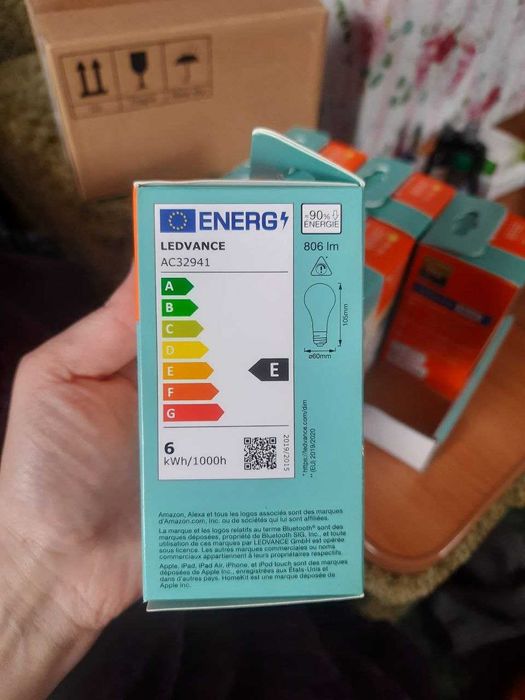 ENERG
LEDVANCE
AC32941
A
B
C
D
E
F
G
E
6
kWh/1000h
2019/2015
-90%
ENERGIE
806 lm
105mm
ø60mm
* https://ledvance.com/dim
** (EU) 2019/2020
Amazon, Alexa et tous les logos associés sont des marques
d'Amazon.com, Inc. ou de sociétés qui lui sont affiliées.
La marque et les logos relatifs au terme Bluetooth® sont des
marques déposées, propriété de Bluetooth SIG, Inc., et toute
utilisation de ces marques par LEDVANCE GmbH est opérée
sous licence. Les autres marques commerciales ou noms
commerciaux appartiennent à leurs propriétaires respectifs.
Apple, iPad, iPad Air, iPhone, et iPod touch sont des marques
déposées de Apple Inc., enregistrées aux États-Unis et
dans d'autres pays. HomeKit est une marque déposée de
Apple Inc.